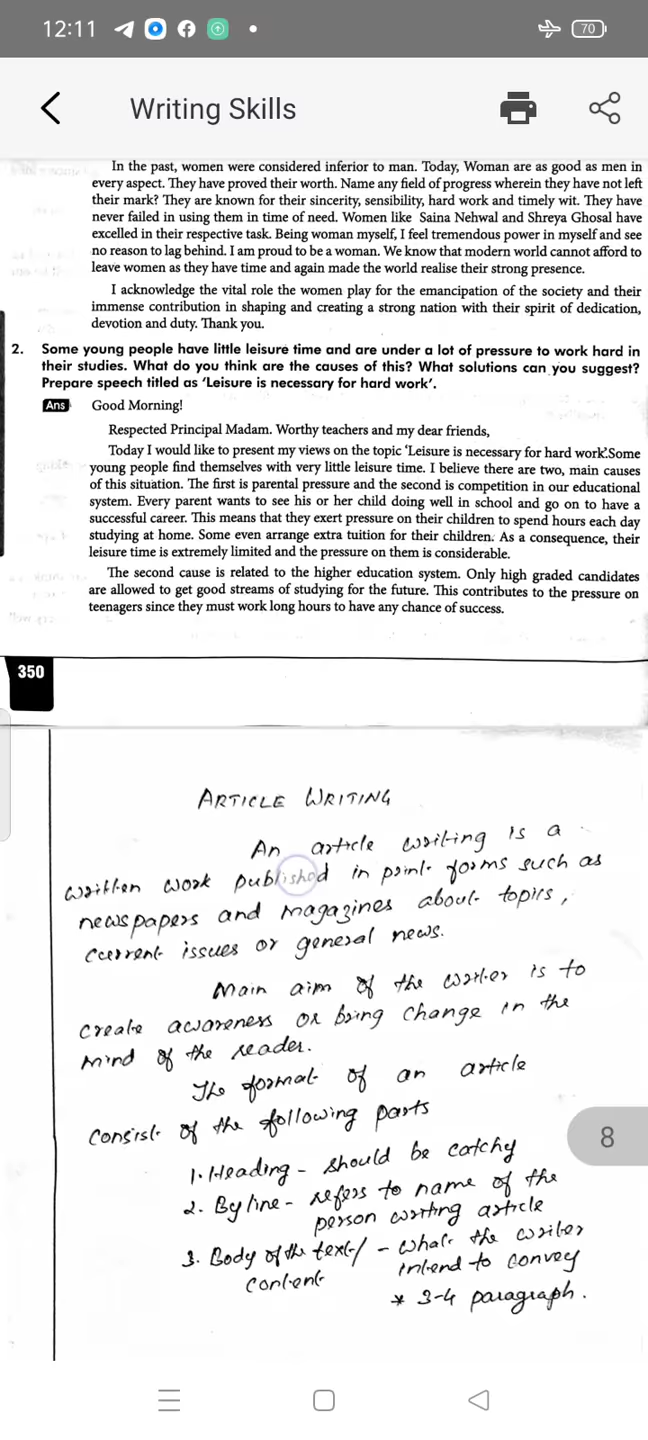 12:11
70
Writing Skills
In the past, women were considered inferior to man. Today, Woman are as good as men in
every aspect. They have proved their worth. Name any field of progress wherein they have not left
their mark? They are known for their sincerity, sensibility, hard work and timely wit. They have
never failed in using them in time of need. Women like Saina Nehwal and Shreya Ghosal have
excelled in their respective task. Being woman myself, I feel tremendous power in myself and see
no reason to lag behind. I am proud to be a woman. We know that modern world cannot afford to
leave women as they have time and again made the world realise their strong presence.
I acknowledge the vital role the women play for the emancipation of the society and their
immense contribution in shaping and creating a strong nation with their spirit of dedication,
devotion and duty. Thank you.
2. Some young people have little leisure time and are under a lot of pressure to work hard in
their studies. What do you think are the causes of this? What solutions can you suggest?
Prepare speech titled as 'Leisure is necessary for hard work'.
Ans Good Morning!
Respected Principal Madam. Worthy teachers and my dear friends,
Today I would like to present my views on the topic 'Leisure is necessary for hard work'.Some
young people find themselves with very little leisure time. I believe there are two, main causes
of this situation. The first is parental pressure and the second is competition in our educational
system. Every parent wants to see his or her child doing well in school and go on to have a
successful career. This means that they exert pressure on their children to spend hours each day
studying at home. Some even arrange extra tuition for their children. As a consequence, their
leisure time is extremely limited and the pressure on them is considerable.
The second cause is related to the higher education system. Only high graded candidates
are allowed to get good streams of studying for the future. This contributes to the pressure on
teenagers since they must work long hours to have any chance of success.
350
ARTICLE WRITING
An article writing is a
written work published in print forms such as
newspapers and magazines about topics,
current issues or general news.
Main aim of the writer is to
create awareness or bring change in the
mind of the reader.
The format of an article
consist of the following parts
8
1. Heading - should be catchy
2. By line - refers to name of the
person writing article
3. Body of the text/ - what the writer
content intend to convey
* 3-4 paragraph.